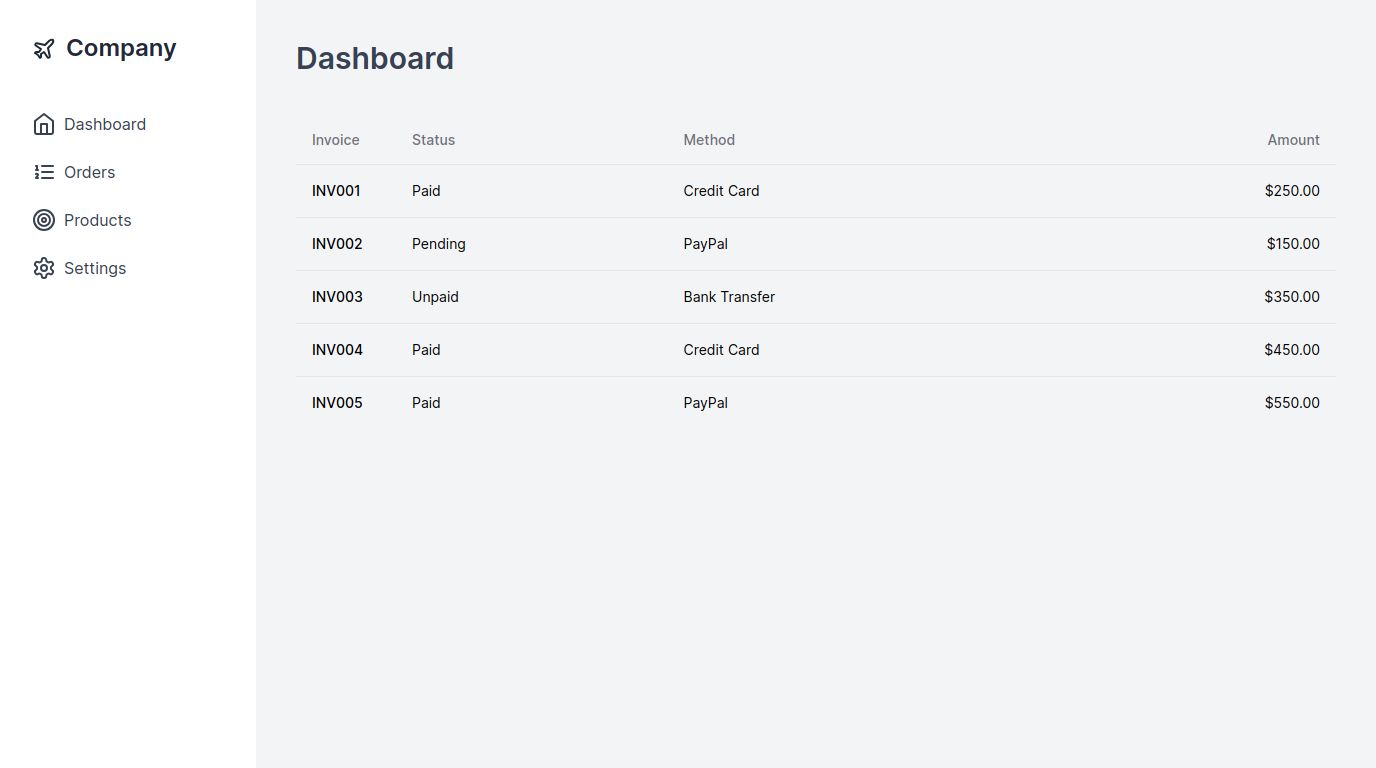 Company
Dashboard
Orders
Products
Settings
Dashboard
Invoice Status Method Amount
INV001 Paid Credit Card $250.00
INV002 Pending PayPal $150.00
INV003 Unpaid Bank Transfer $350.00
INV004 Paid Credit Card $450.00
INV005 Paid PayPal $550.00